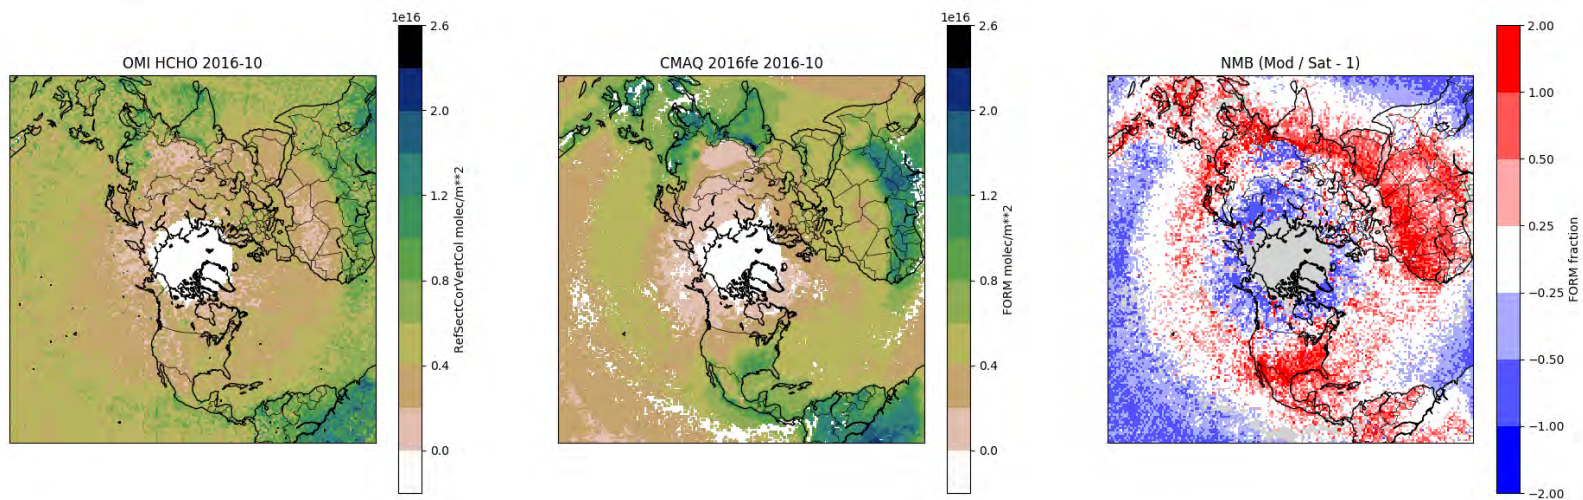 OMI HCHO 2016-10
1e16
2.6
2.0
1.2
0.8
0.4
0.0
RefSectCorVertCol molec/m**2
CMAQ 2016fe 2016-10
1e16
2.6
2.0
1.2
0.8
0.4
0.0
FORM molec/m**2
NMB (Mod / Sat - 1)
2.00
1.00
0.50
0.25
−0.25
−0.50
−1.00
−2.00
FORM fraction